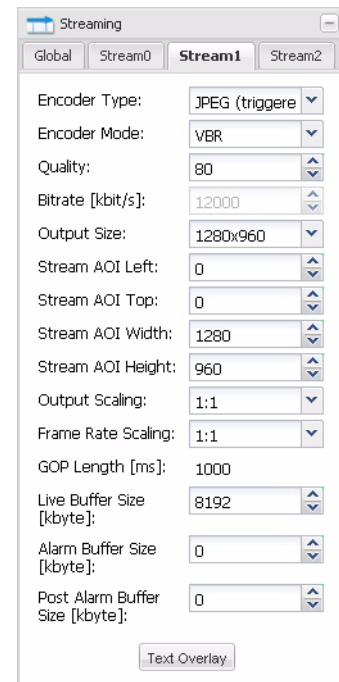 Streaming
Global Stream0 Stream1 Stream2
Encoder Type: JPEG (triggere
Encoder Mode: VBR
Quality: 80
Bitrate [kbit/s]: 12000
Output Size: 1280x960
Stream AOI Left: 0
Stream AOI Top: 0
Stream AOI Width: 1280
Stream AOI Height: 960
Output Scaling: 1:1
Frame Rate Scaling: 1:1
GOP Length [ms]: 1000
Live Buffer Size
[kbyte]: 8192
Alarm Buffer Size
[kbyte]: 0
Post Alarm Buffer
Size [kbyte]: 0
Text Overlay